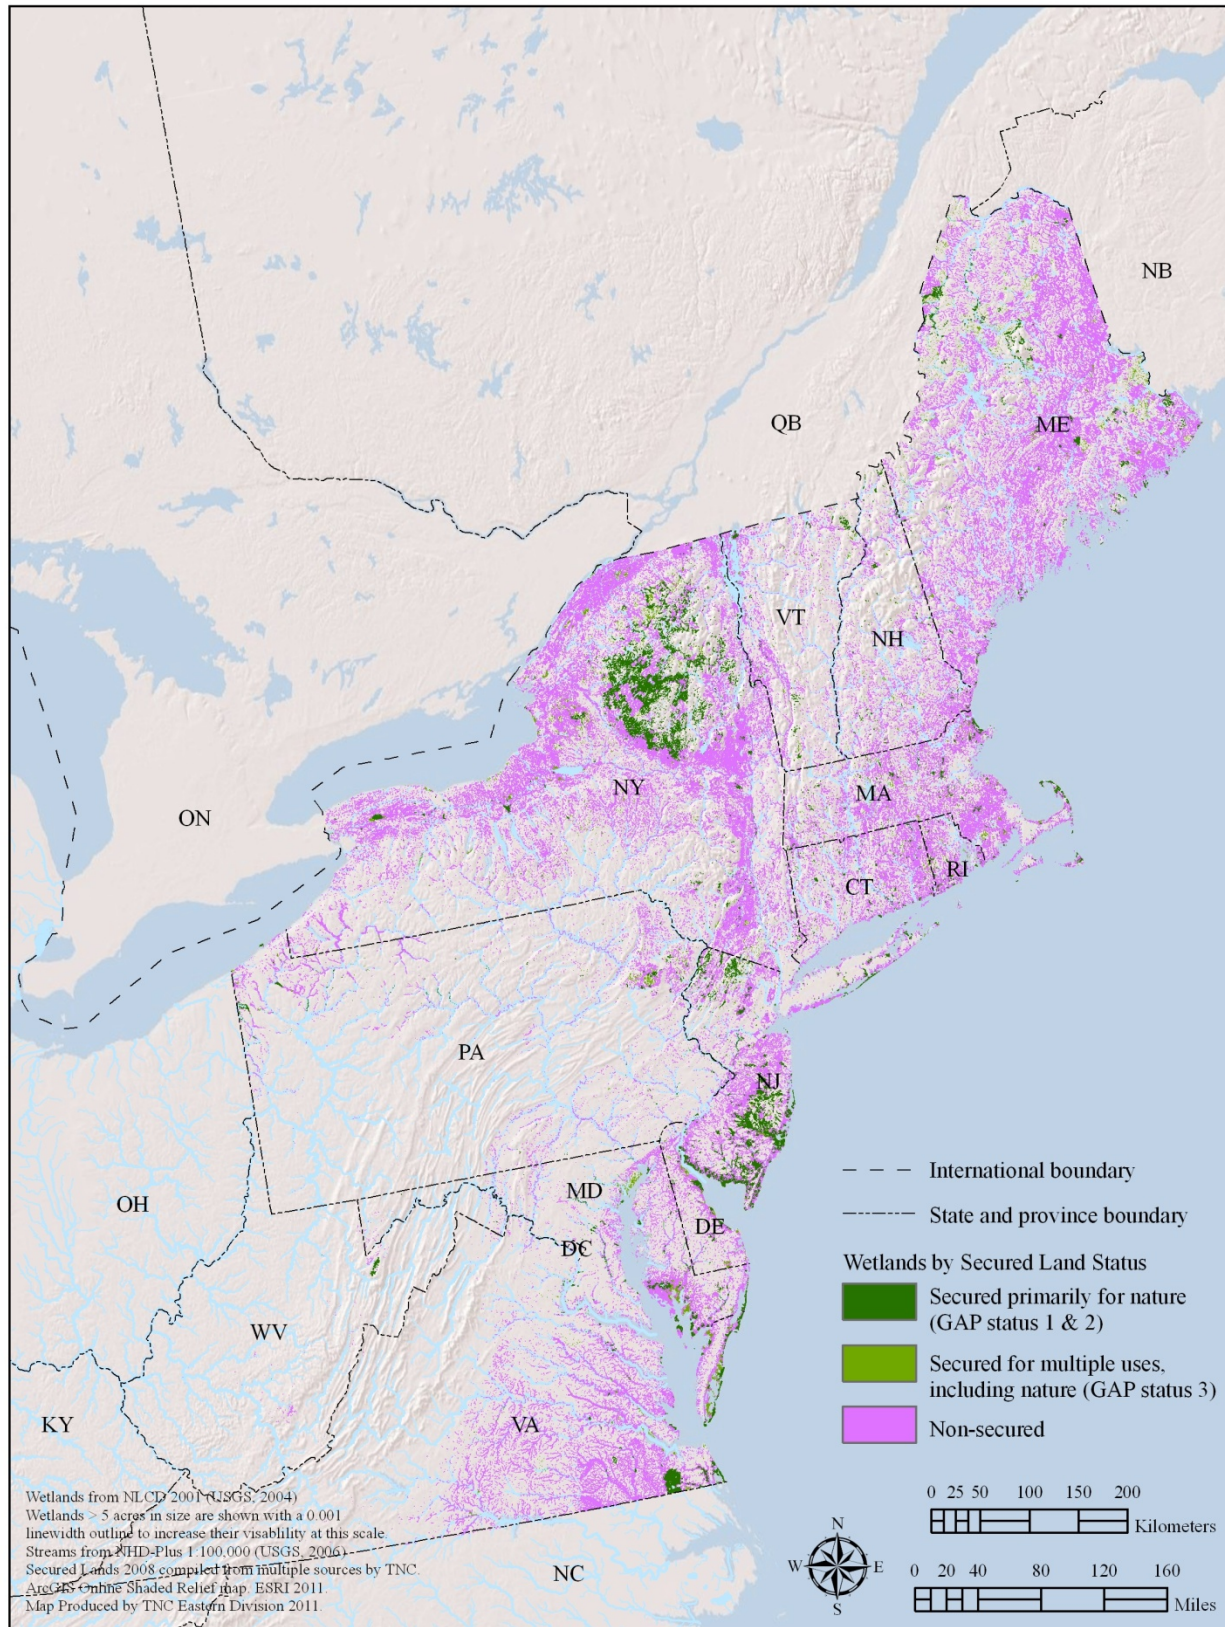 NB
QB
ME
VT
NH
NY
MA
ON
CT
RI
PA
NJ
OH
MD
DE
DC
WV
KY
VA
NC
International boundary
State and province boundary
Wetlands by Secured Land Status
Secured primarily for nature
(GAP status 1 & 2)
Secured for multiple uses,
including nature (GAP status 3)
Non-secured
Wetlands from NLCD 2001 (USGS, 2004)
Wetlands > 5 acres in size are shown with a 0.001
linewidth outline to increase their visablility at this scale.
Streams from NHD-Plus 1:100,000 (USGS, 2006)
Secured Lands 2008 compiled from multiple sources by TNC.
ArcGIS Online Shaded Relief map. ESRI 2011.
Map Produced by TNC Eastern Division 2011.
N
W E
S
0 25 50 100 150 200
Kilometers
0 20 40 80 120 160
Miles